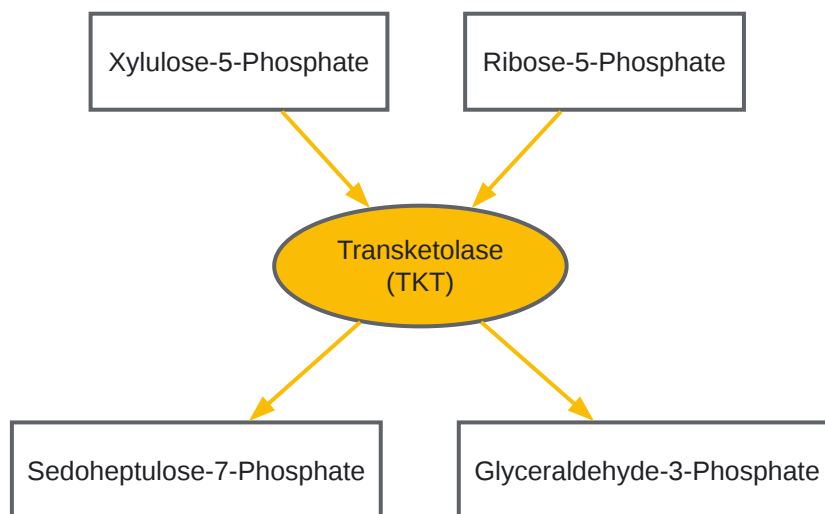 Xylulose-5-Phosphate
Ribose-5-Phosphate
Transketolase
(TKT)
Sedoheptulose-7-Phosphate
Glyceraldehyde-3-Phosphate